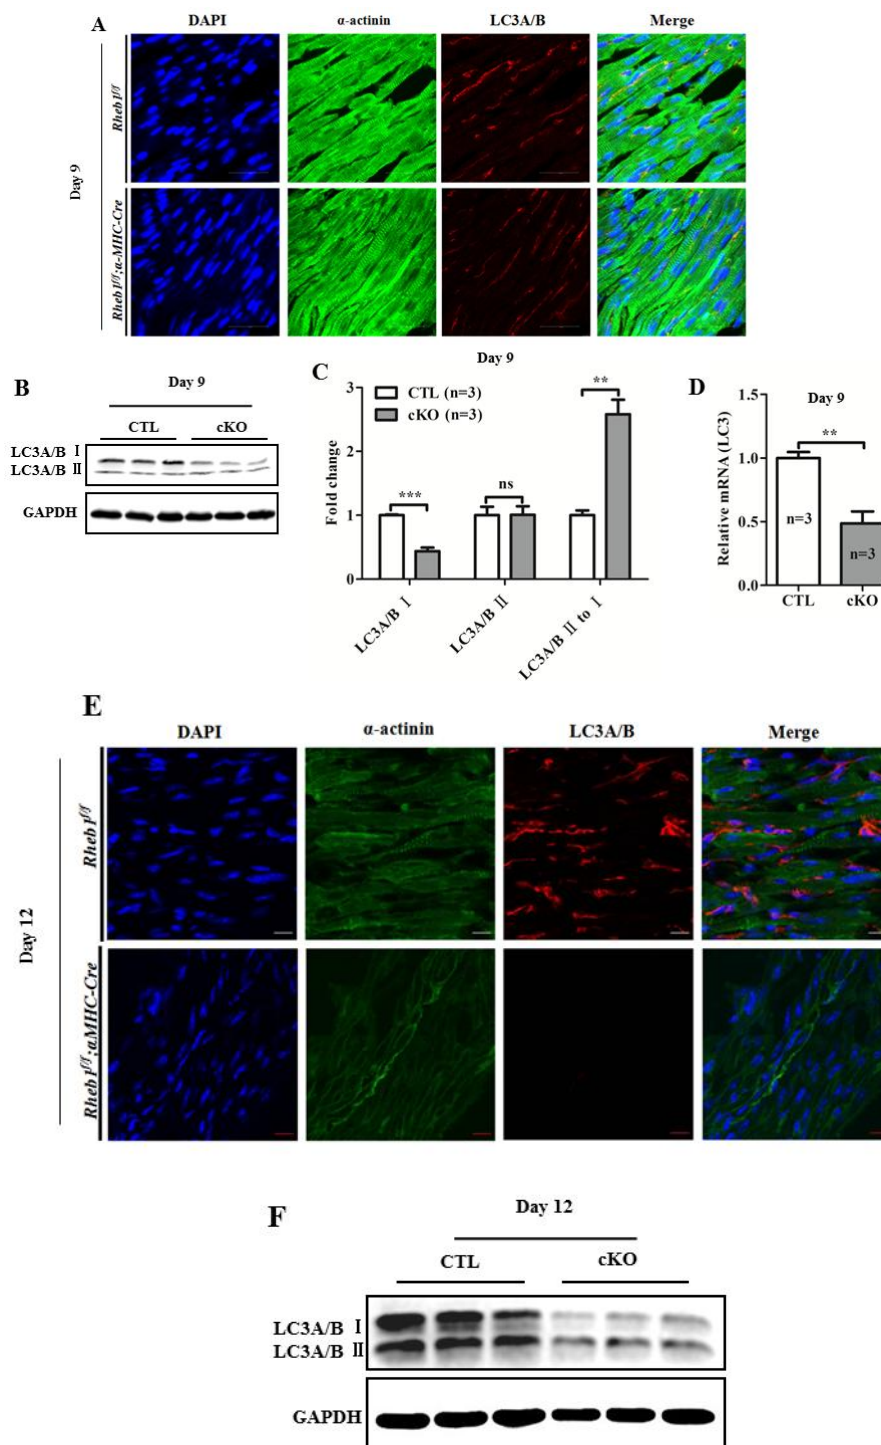 A
DAPI α-actinin LC3A/B Merge
Day 9
Rheb1f/f
Rheb1f/f;α-MHC-Cre
B
Day 9
CTL cKO
LC3A/B Ⅰ
LC3A/B Ⅱ
GAPDH
C
Day 9
CTL (n=3)
cKO (n=3)
Fold change
3
2
1
0
***
ns
**
LC3A/B Ⅰ
LC3A/B Ⅱ
LC3A/B Ⅱ to Ⅰ
D
Day 9
Relative mRNA (LC3)
1.5
1.0
0.5
0.0
**
n=3
n=3
CTL cKO
E
DAPI α-actinin LC3A/B Merge
Day 12
Rheb1f/f
Rheb1f/f;αMHC-Cre
F
Day 12
CTL cKO
LC3A/B Ⅰ
LC3A/B Ⅱ
GAPDH